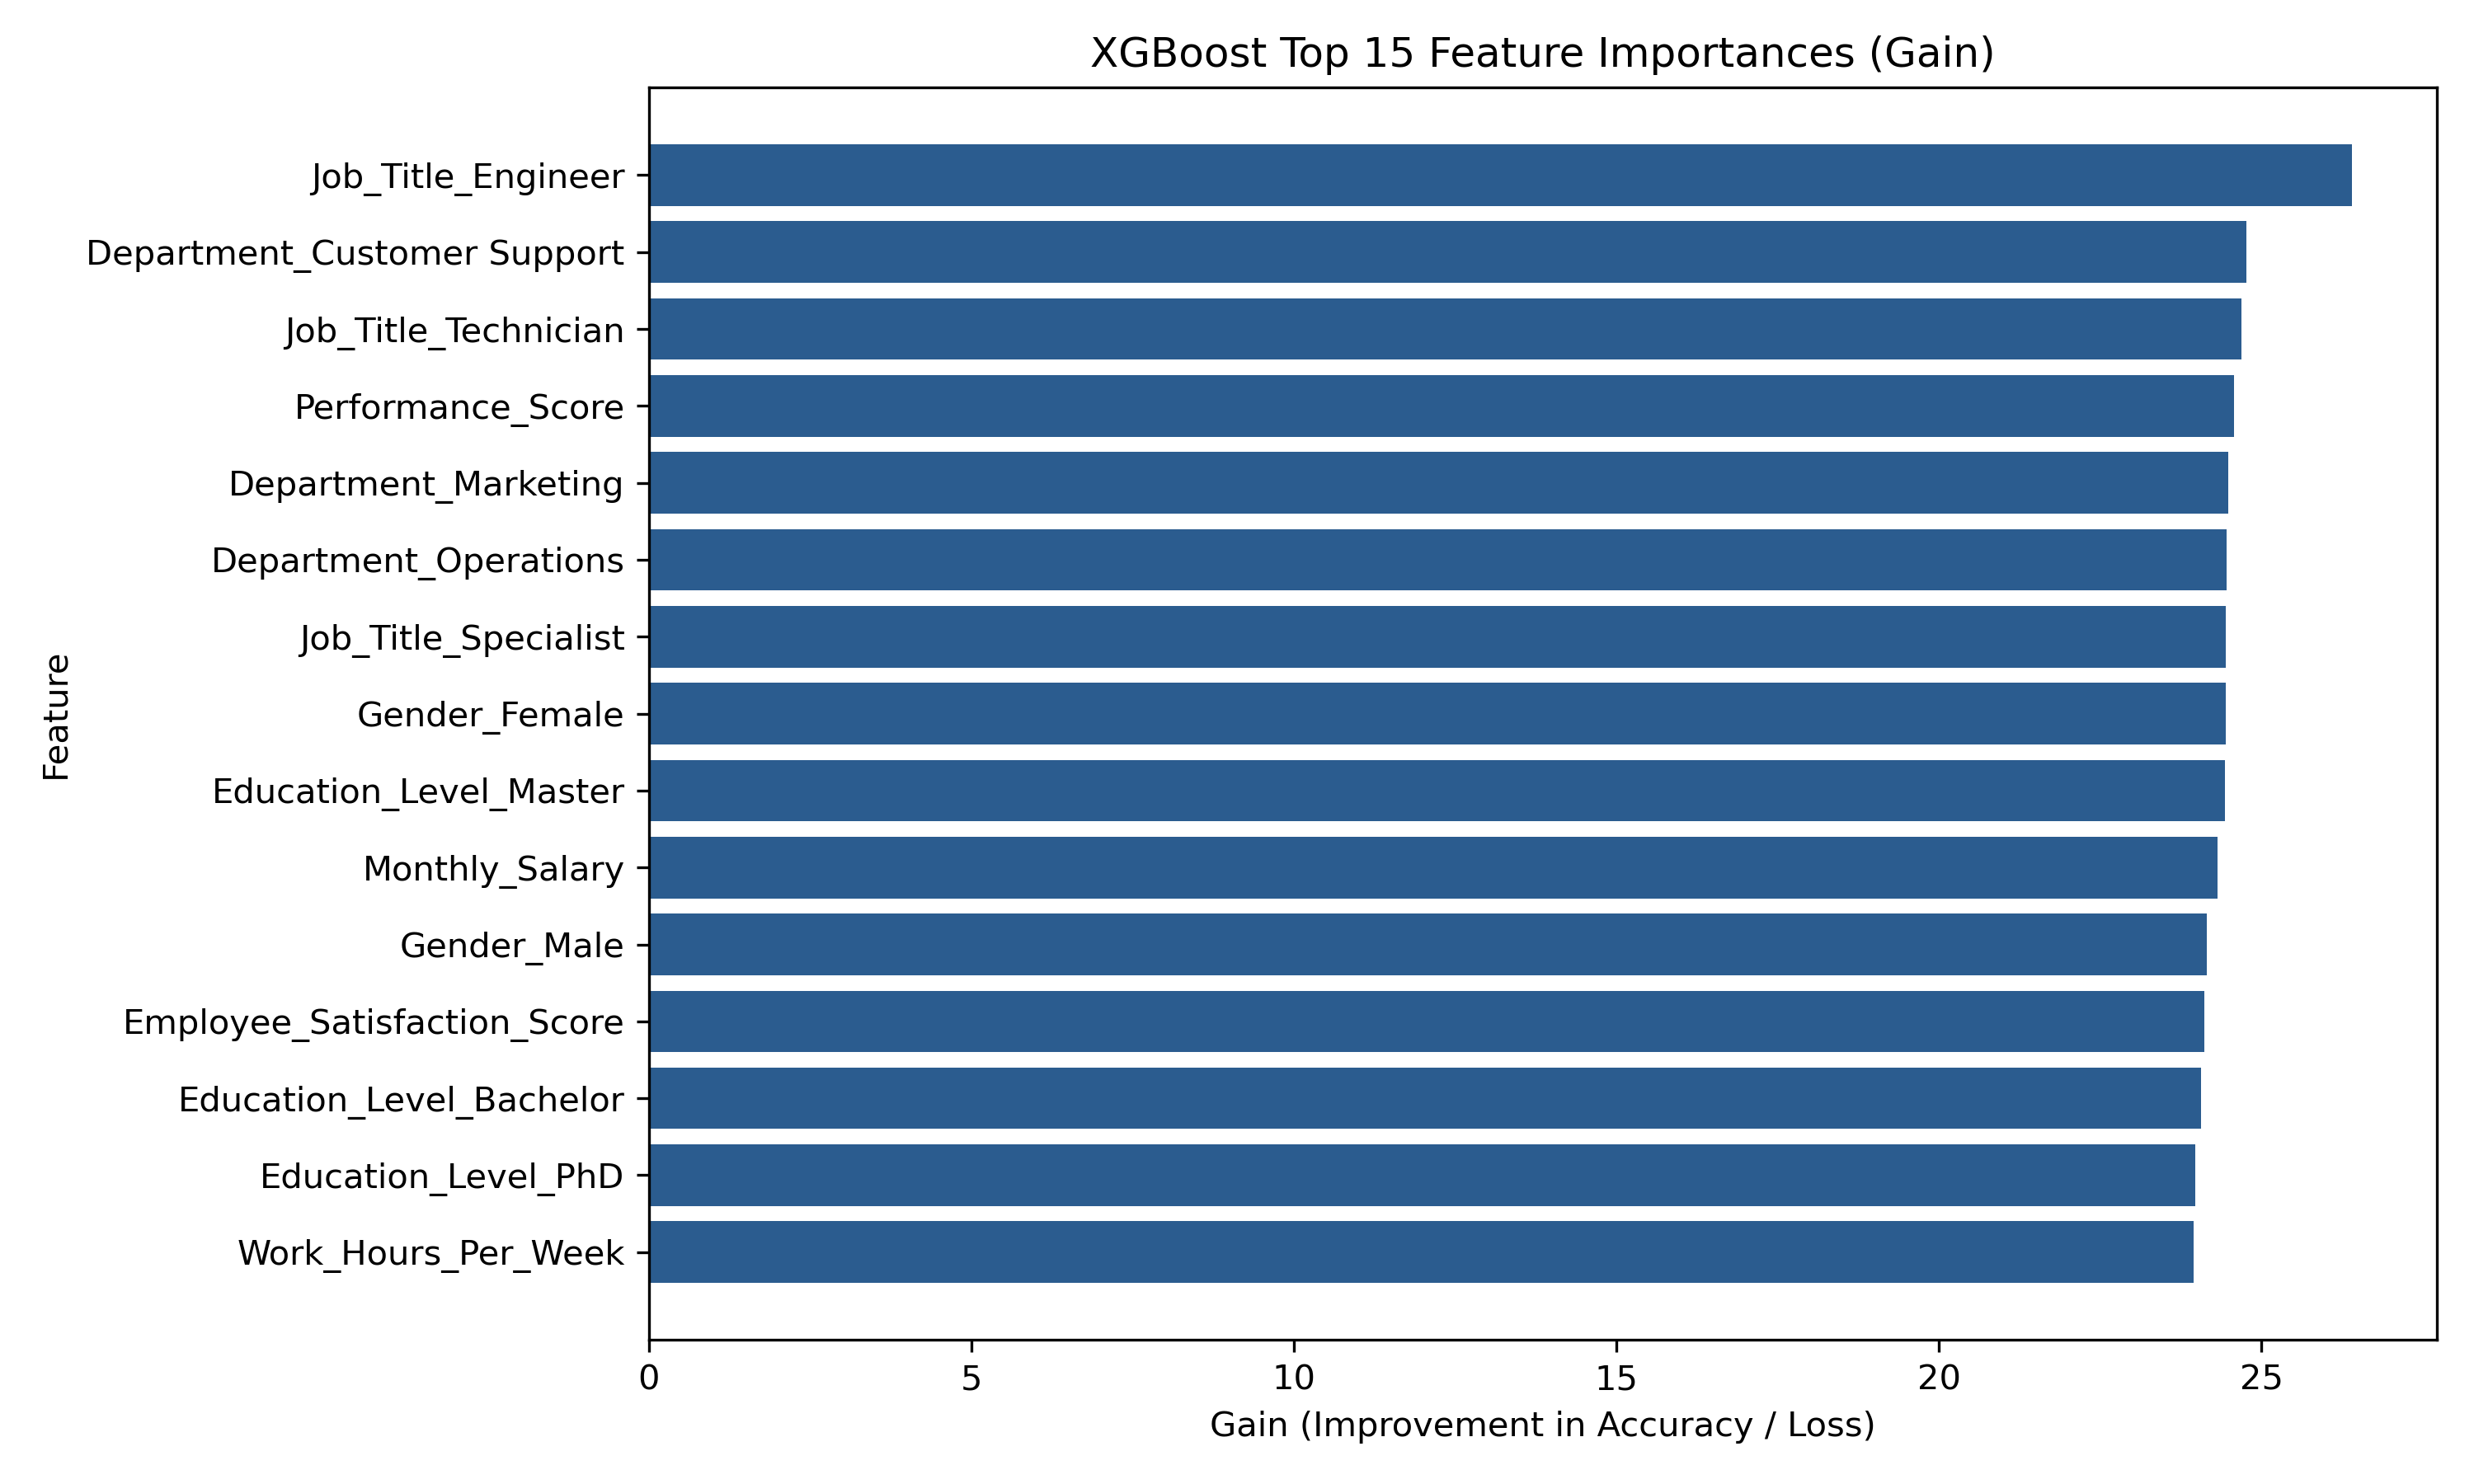 XGBoost Top 15 Feature Importances (Gain)
Job_Title_Engineer
Department_Customer Support
Job_Title_Technician
Performance_Score
Department_Marketing
Department_Operations
Job_Title_Specialist
Gender_Female
Education_Level_Master
Monthly_Salary
Gender_Male
Employee_Satisfaction_Score
Education_Level_Bachelor
Education_Level_PhD
Work_Hours_Per_Week
Feature
0 5 10 15 20 25
Gain (Improvement in Accuracy / Loss)